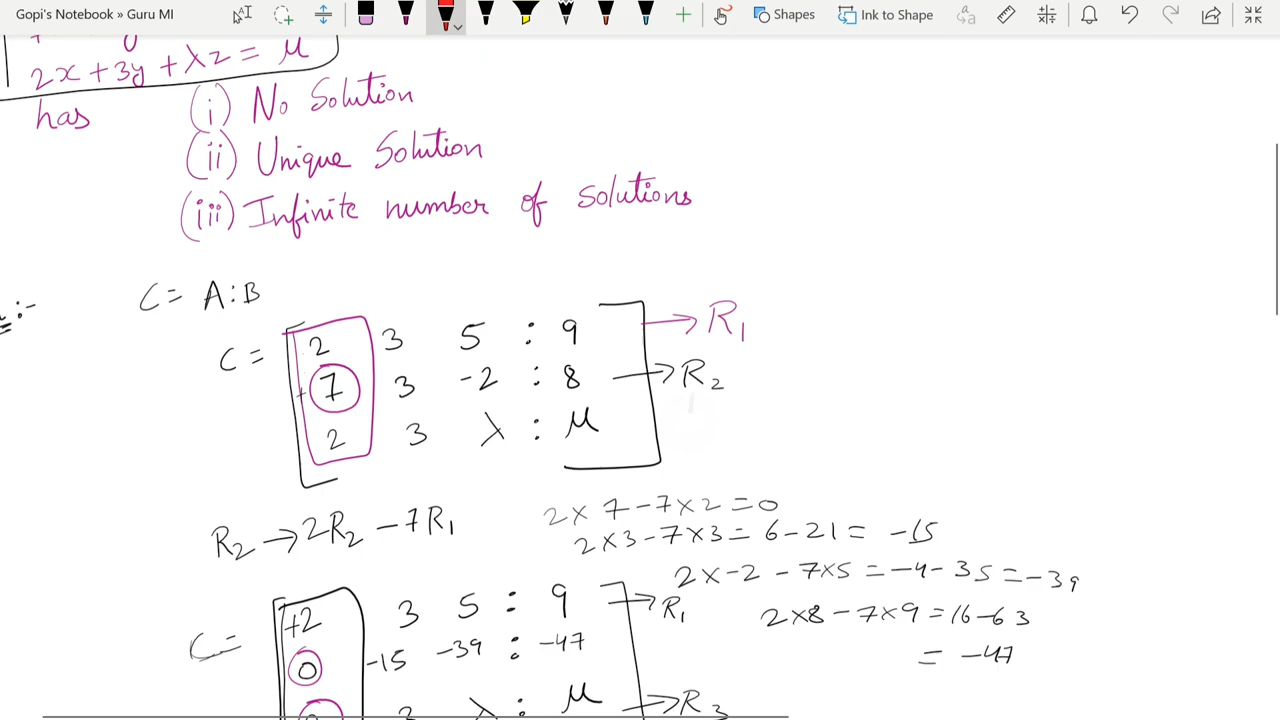 Gopi's Notebook » Guru MI
Shapes
Ink to Shape
2x + 3y + λz = μ
has
(i) No Solution
(ii) Unique Solution
(iii) Infinite number of solutions
C = A:B
C =
2 3 5 : 9 → R₁
7 3 -2 : 8 → R₂
2 3 λ : μ
R₂ → 2R₂ - 7R₁
2 × 7 - 7 × 2 = 0
2 × 3 - 7 × 3 = 6 - 21 = -15
2 × -2 - 7 × 5 = -4 - 35 = -39
2 × 8 - 7 × 9 = 16 - 63
= -47
C =
+2 3 5 : 9 → R₁
0 -15 -39 : -47
λ : μ → R₃